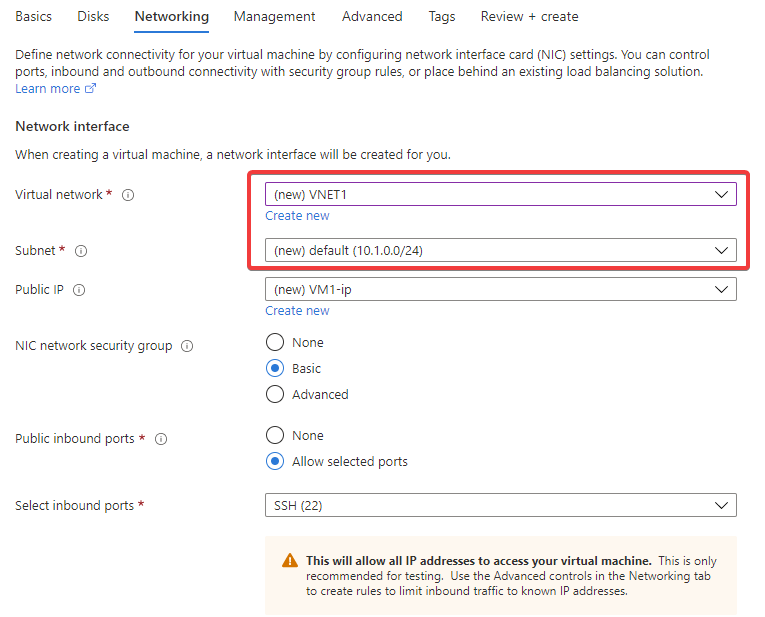 Basics Disks Networking Management Advanced Tags Review + create
Define network connectivity for your virtual machine by configuring network interface card (NIC) settings. You can control
ports, inbound and outbound connectivity with security group rules, or place behind an existing load balancing solution.
Learn more
Network interface
When creating a virtual machine, a network interface will be created for you.
Virtual network * (new) VNET1
Create new
Subnet * (new) default (10.1.0.0/24)
Public IP (new) VM1-ip
Create new
NIC network security group None
Basic
Advanced
Public inbound ports * None
Allow selected ports
Select inbound ports * SSH (22)
This will allow all IP addresses to access your virtual machine. This is only
recommended for testing. Use the Advanced controls in the Networking tab
to create rules to limit inbound traffic to known IP addresses.